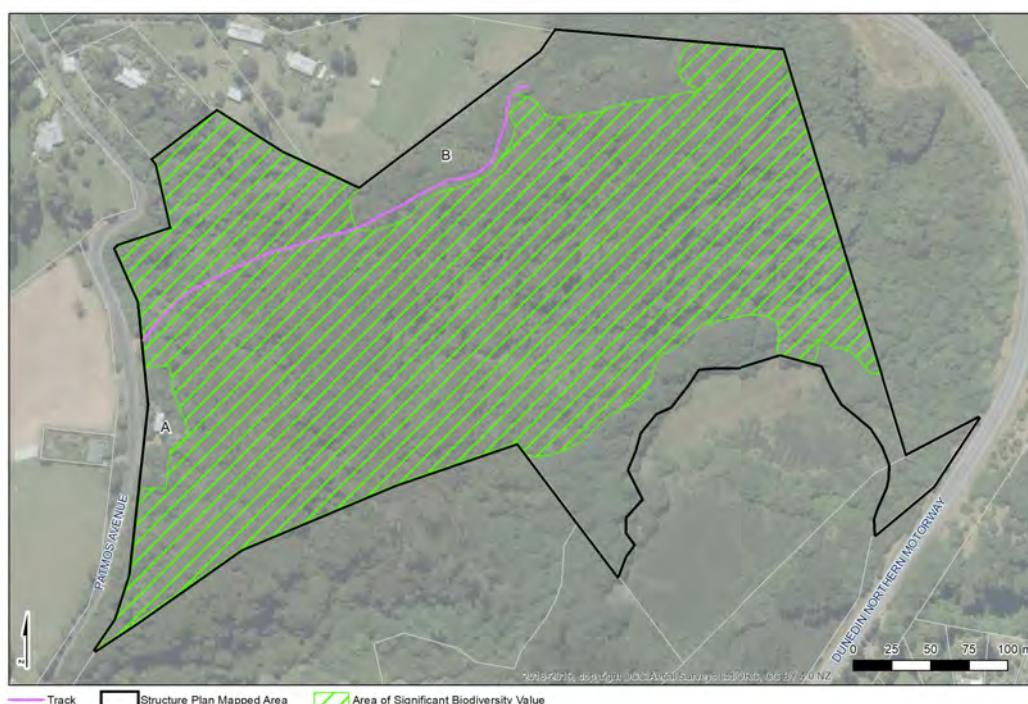 B
A
PATMOS AVENUE
DUNEDIN NORTHERN MOTORWAY
0 25 50 75 100 m
Track
Structure Plan Mapped Area
Area of Significant Biodiversity Value